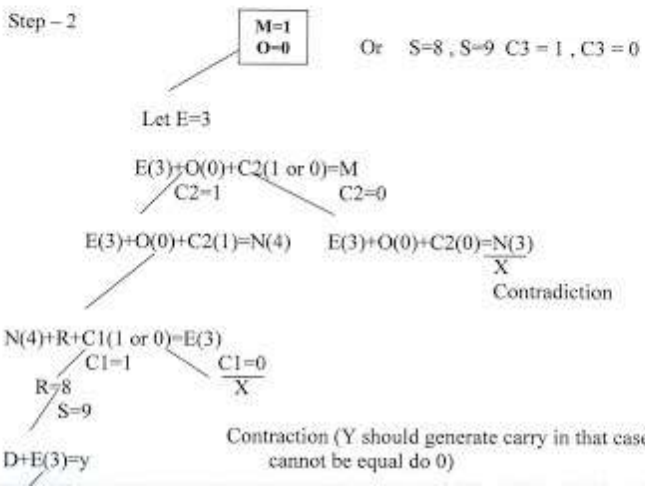 Step – 2
M=1
O=0
Or S=8 , S=9 C3 = 1 , C3 = 0
Let E=3
E(3)+O(0)+C2(1 or 0)=M
C2=1 C2=0
E(3)+O(0)+C2(1)=N(4) E(3)+O(0)+C2(0)=N(3)
X
Contradiction
N(4)+R+C1(1 or 0)=E(3)
C1=1 C1=0
R=8 X
S=9
Contraction (Y should generate carry in that case
D+E(3)=y cannot be equal do 0)